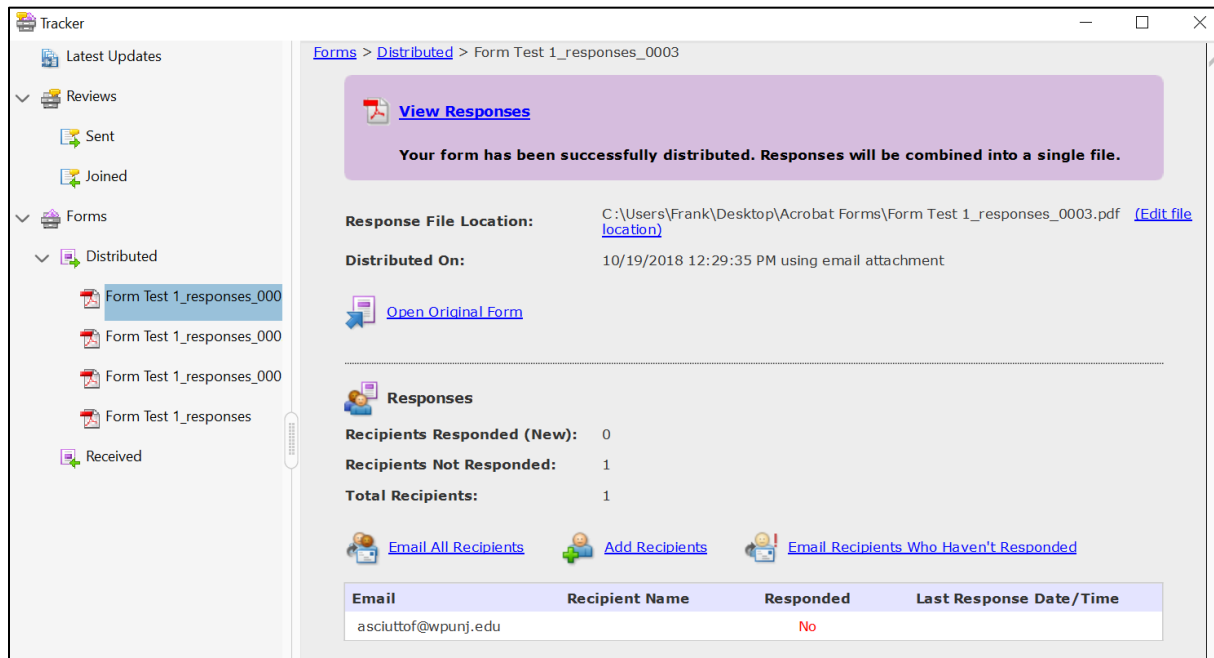 Tracker
Latest Updates
Reviews
Sent
Joined
Forms
Distributed
Form Test 1_responses_000
Form Test 1_responses_000
Form Test 1_responses_000
Form Test 1_responses
Received
Forms > Distributed > Form Test 1_responses_0003
View Responses
Your form has been successfully distributed. Responses will be combined into a single file.
Response File Location: C:\Users\Frank\Desktop\Acrobat Forms\Form Test 1_responses_0003.pdf (Edit file
location)
Distributed On: 10/19/2018 12:29:35 PM using email attachment
Open Original Form
Responses
Recipients Responded (New): 0
Recipients Not Responded: 1
Total Recipients: 1
Email All Recipients Add Recipients Email Recipients Who Haven't Responded
Email Recipient Name Responded Last Response Date/Time
asciuttof@wpunj.edu No